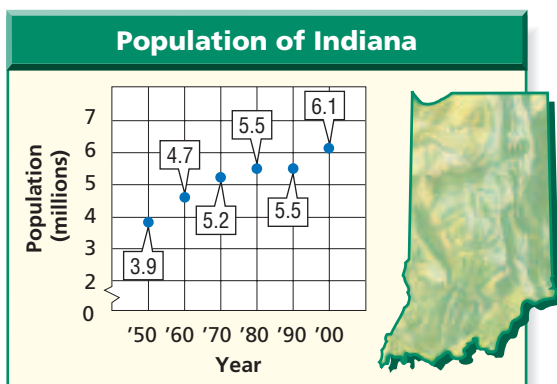 Population of Indiana
Population
(millions)
7
6
5
4
3
2
0
3.9
4.7
5.2
5.5
5.5
6.1
'50 '60 '70 '80 '90 '00
Year